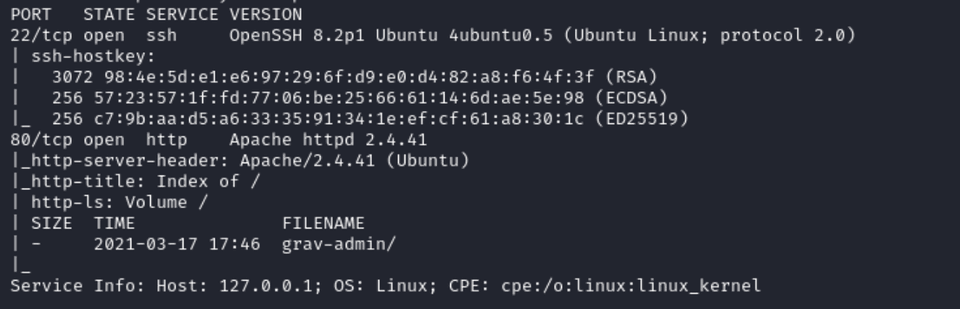 PORT   STATE SERVICE VERSION
22/tcp open  ssh     OpenSSH 8.2p1 Ubuntu 4ubuntu0.5 (Ubuntu Linux; protocol 2.0)
| ssh-hostkey:
|   3072 98:4e:5d:e1:e6:97:29:6f:d9:e0:d4:82:a8:f6:4f:3f (RSA)
|   256 57:23:57:1f:fd:77:06:be:25:66:61:14:6d:ae:5e:98 (ECDSA)
|_  256 c7:9b:aa:d5:a6:33:35:91:34:1e:ef:cf:61:a8:30:1c (ED25519)
80/tcp open  http    Apache httpd 2.4.41
|_http-server-header: Apache/2.4.41 (Ubuntu)
|_http-title: Index of /
| http-ls: Volume /
| SIZE  TIME              FILENAME
| -     2021-03-17 17:46  grav-admin/
|_
Service Info: Host: 127.0.0.1; OS: Linux; CPE: cpe:/o:linux:linux_kernel